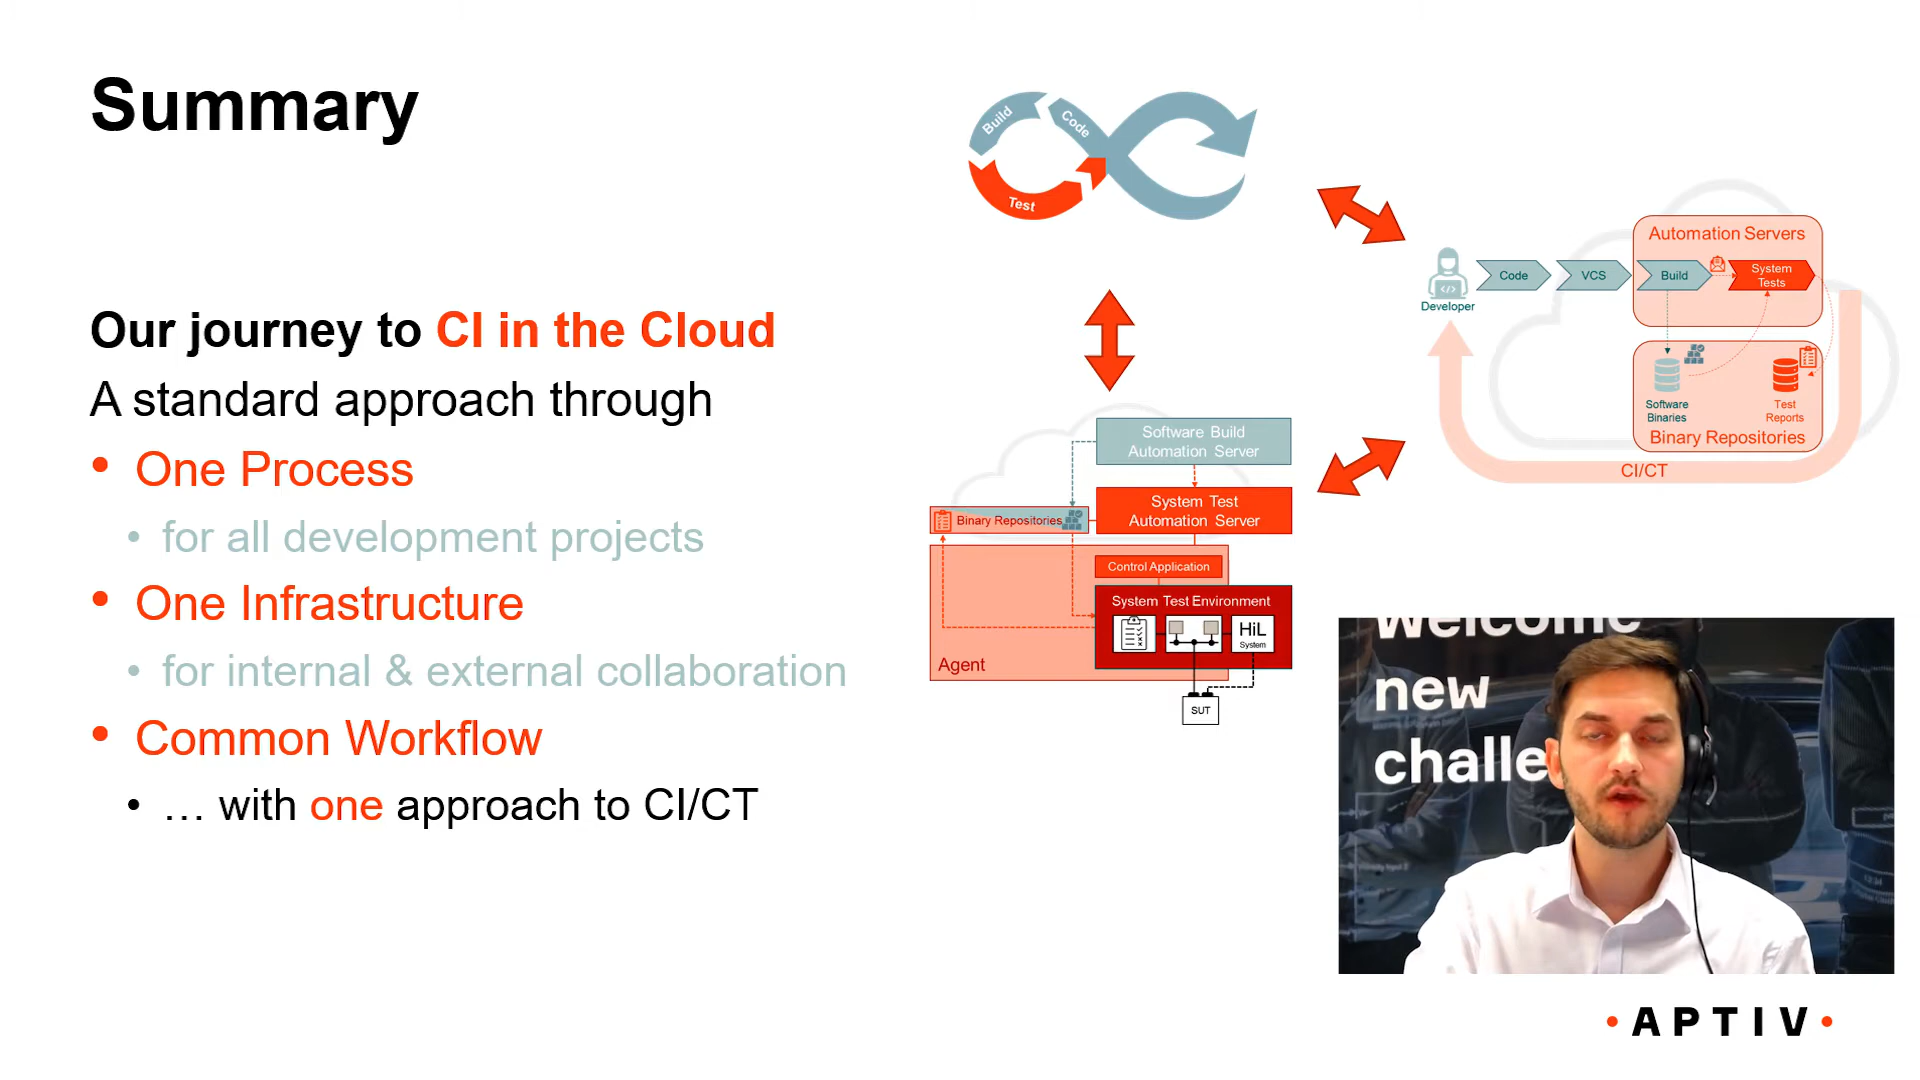 Summary
Our journey to CI in the Cloud
A standard approach through
• One Process
• for all development projects
• One Infrastructure
• for internal & external collaboration
• Common Workflow
• … with one approach to CI/CT
Build
Code
Test
Developer
Code
VCS
Automation Servers
Build
System
Tests
Software
Binaries
Test
Reports
Binary Repositories
CI/CT
Software Build
Automation Server
System Test
Automation Server
Binary Repositories
Control Application
System Test Environment
HiL
System
Agent
SUT
Welcome
new
challe
• APTIV •